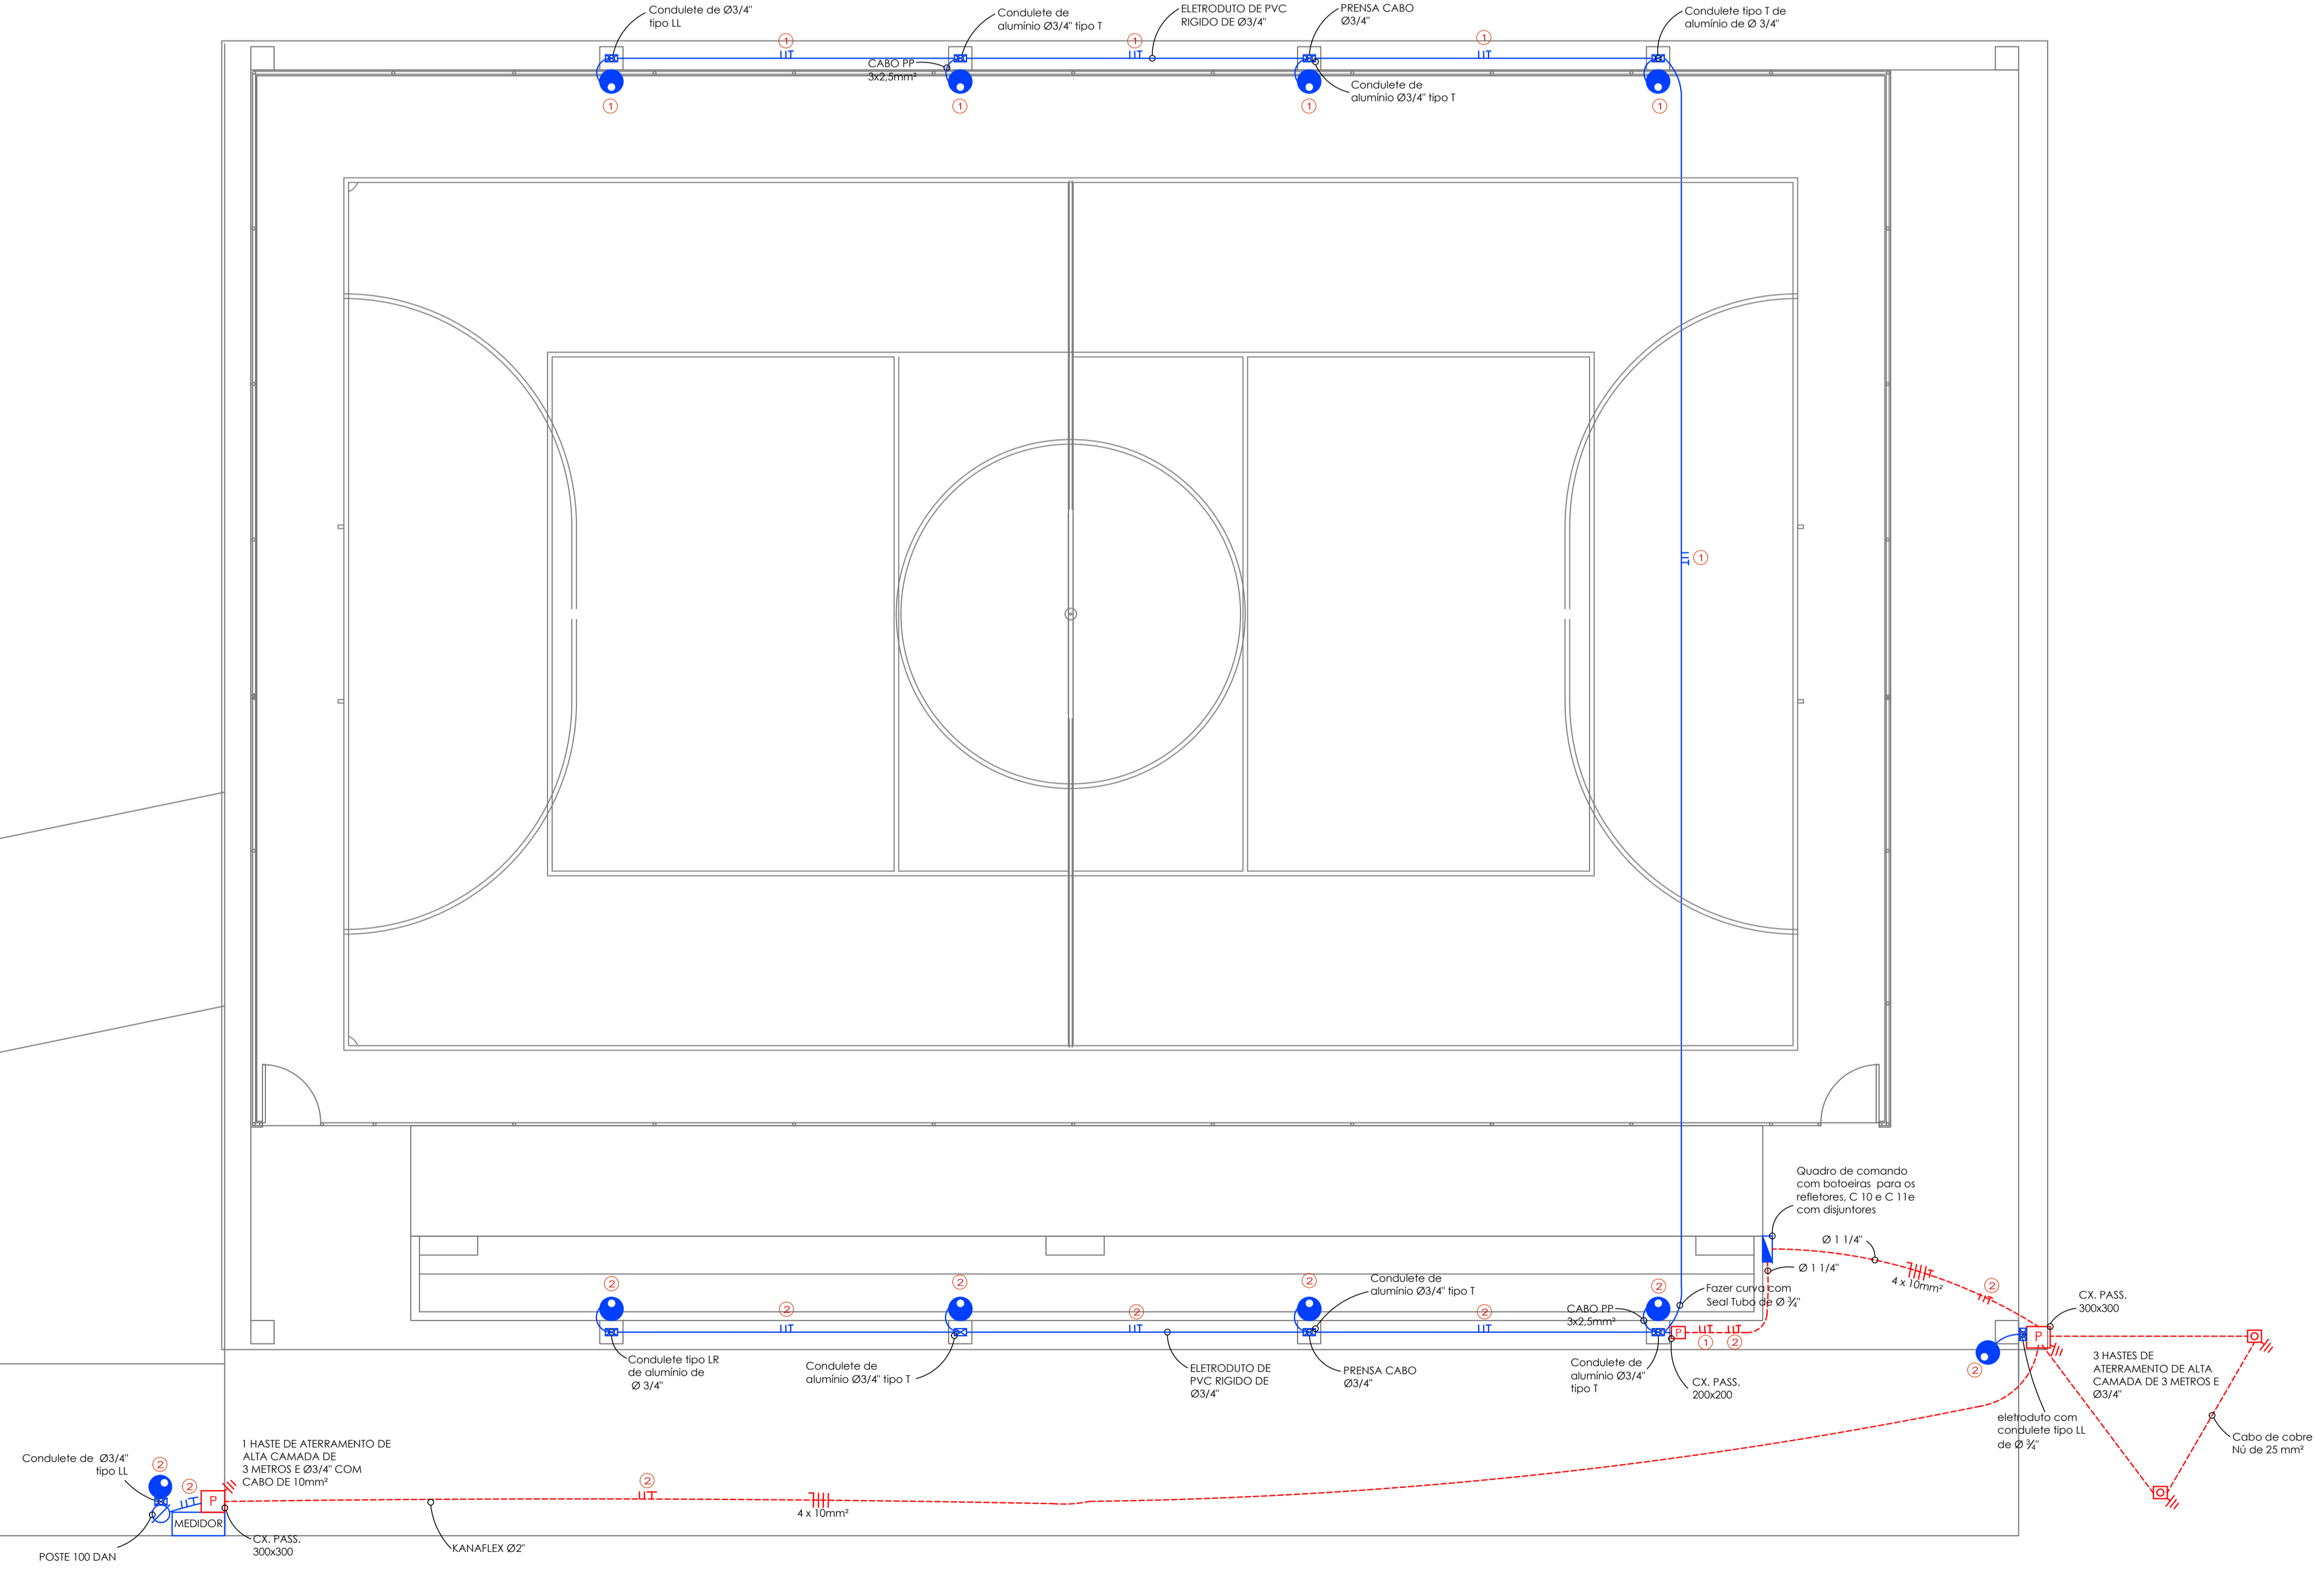 Condulete de Ø3/4"
tipo LL
Condulete de
alumínio Ø3/4" tipo T
ELETRODUTO DE PVC
RIGIDO DE Ø3/4"
PRENSA CABO
Ø3/4"
Condulete tipo T de
alumínio de Ø 3/4"
1
1
1
CABO PP
3x2,5mm²
Condulete de
alumínio Ø3/4" tipo T
1
1
1
1
1
Quadro de comando
com botoeiras para os
refletores, C 10 e C 11e
com disjuntores
Ø 1 1/4"
Ø 1 1/4"
4 x 10mm²
2
2
2
2
2
Condulete de
alumínio Ø3/4" tipo T
Fazer curva com
Seal Tubo de Ø ¾"
CX. PASS.
300x300
CABO PP
3x2,5mm²
2
2
2
P
1
2
P
Condulete tipo LR
de alumínio de
Ø 3/4"
Condulete de
alumínio Ø3/4" tipo T
ELETRODUTO DE
PVC RIGIDO DE
Ø3/4"
PRENSA CABO
Ø3/4"
Condulete de
alumínio Ø3/4"
tipo T
CX. PASS.
200x200
2
3 HASTES DE
ATERRAMENTO DE ALTA
CAMADA DE 3 METROS E
Ø3/4"
eletroduto com
condulete tipo LL
de Ø ¾"
Cabo de cobre
Nú de 25 mm²
Condulete de Ø3/4"
tipo LL
1 HASTE DE ATERRAMENTO DE
ALTA CAMADA DE
3 METROS E Ø3/4" COM
CABO DE 10mm²
2
2
P
2
4 x 10mm²
MEDIDOR
POSTE 100 DAN
CX. PASS.
300x300
KANAFLEX Ø2"